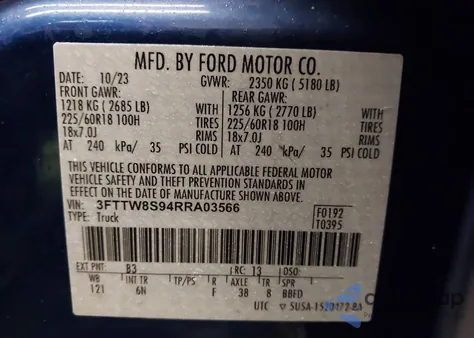 MFD. BY FORD MOTOR CO.
DATE: 10/23 GVWR: 2350 KG ( 5180 LB)
FRONT GAWR: REAR GAWR:
1218 KG ( 2685 LB) WITH 1256 KG ( 2770 LB) WITH
225/60R18 100H TIRES 225/60R18 100H TIRES
18x7.0J RIMS 18x7.0J RIMS
AT 240 kPa/ 35 PSI COLD AT 240 kPa/ 35 PSI COLD
THIS VEHICLE CONFORMS TO ALL APPLICABLE FEDERAL MOTOR
VEHICLE SAFETY AND BUMPER STANDARDS IN
EFFECT ON THE DATE OF MANUFACTURE SHOWN ABOVE.
VIN: 3FTTW8S94RRA03566 F0192
TYPE: Truck T0395
EXT PNT: B3 RC: 13 DSO:
WB INT TR TP/PS R AXLE TR SPR
121 6N F 38 8 BBFD
UTC